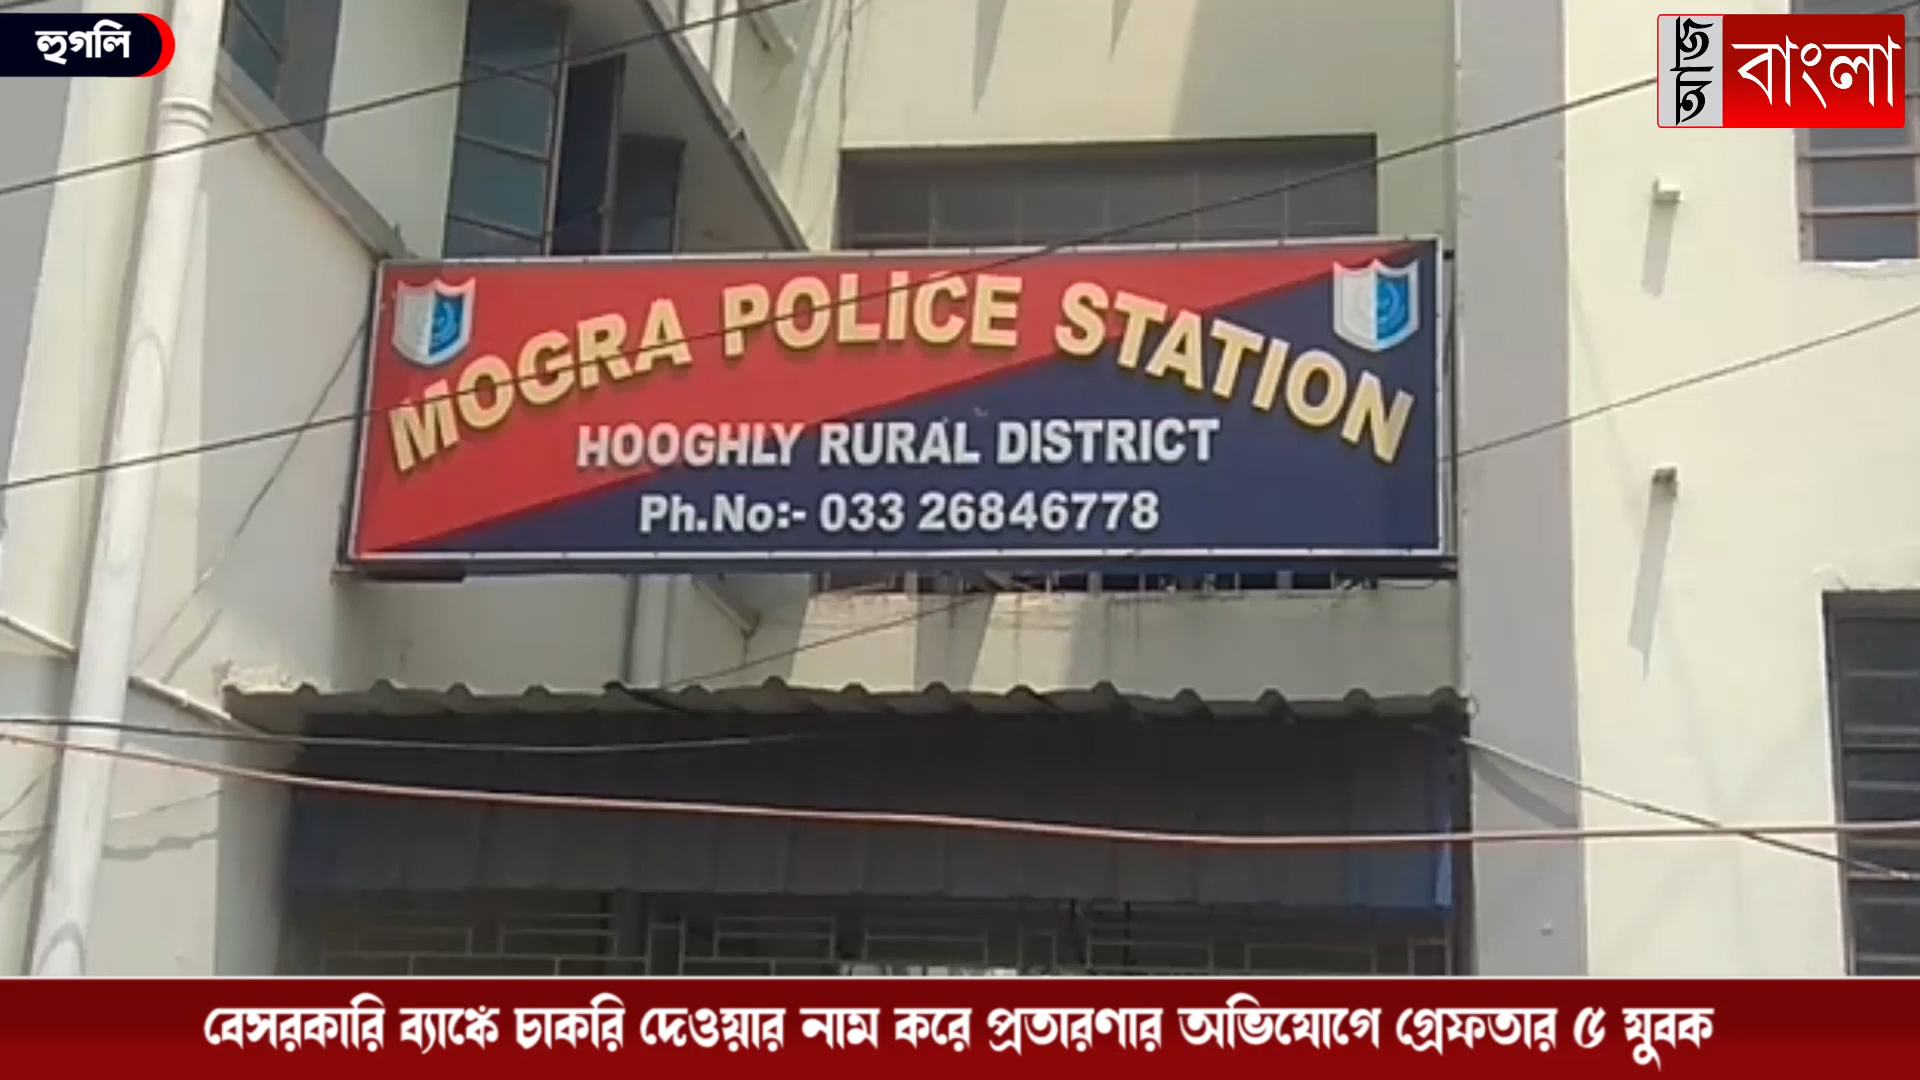 হুগলি
আজ বাংলা
MOGRA POLICE STATION
HOOGHLY RURAL DISTRICT
Ph.No:- 033 26846778
বেসরকারি ব্যাঙ্কে চাকরি দেওয়ার নাম করে প্রতারণার অভিযোগে গ্রেফতার ৫ যুবক